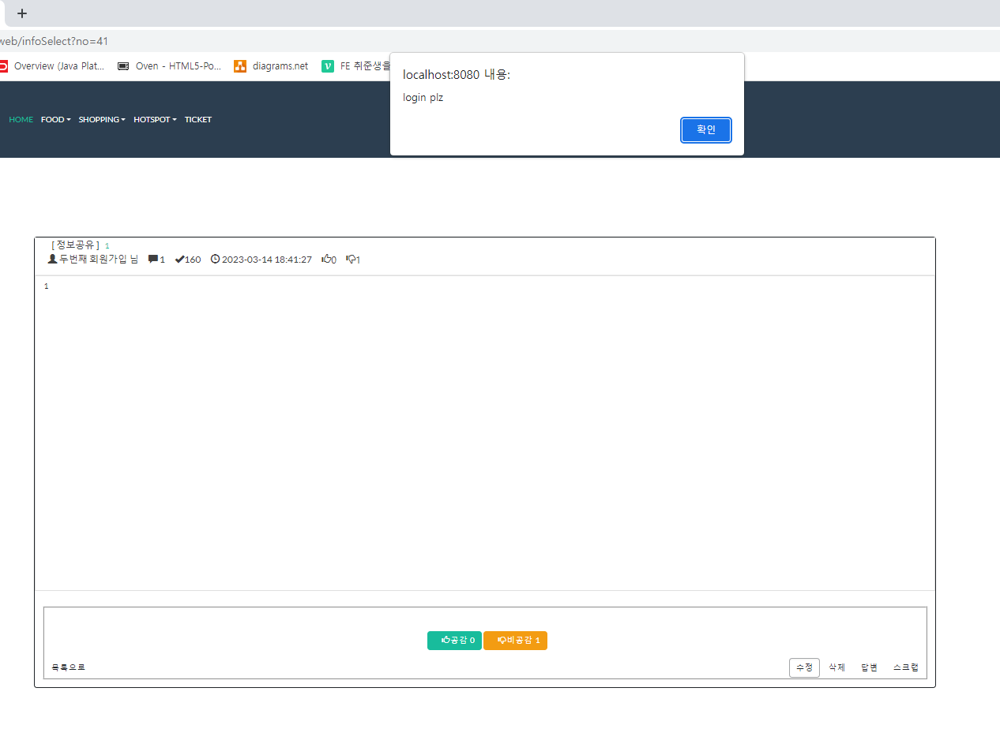 web/infoSelect?no=41
Overview (Java Plat... Oven - HTML5-Po... diagrams.net FE 취준생을
localhost:8080 내용:
login plz
확인
HOME FOOD SHOPPING HOTSPOT TICKET
[정보공유] 1
두번째 회원가입 님 1 160 2023-03-14 18:41:27 0 1
1
공감 0 비공감 1
목록으로 수정 삭제 답변 스크랩